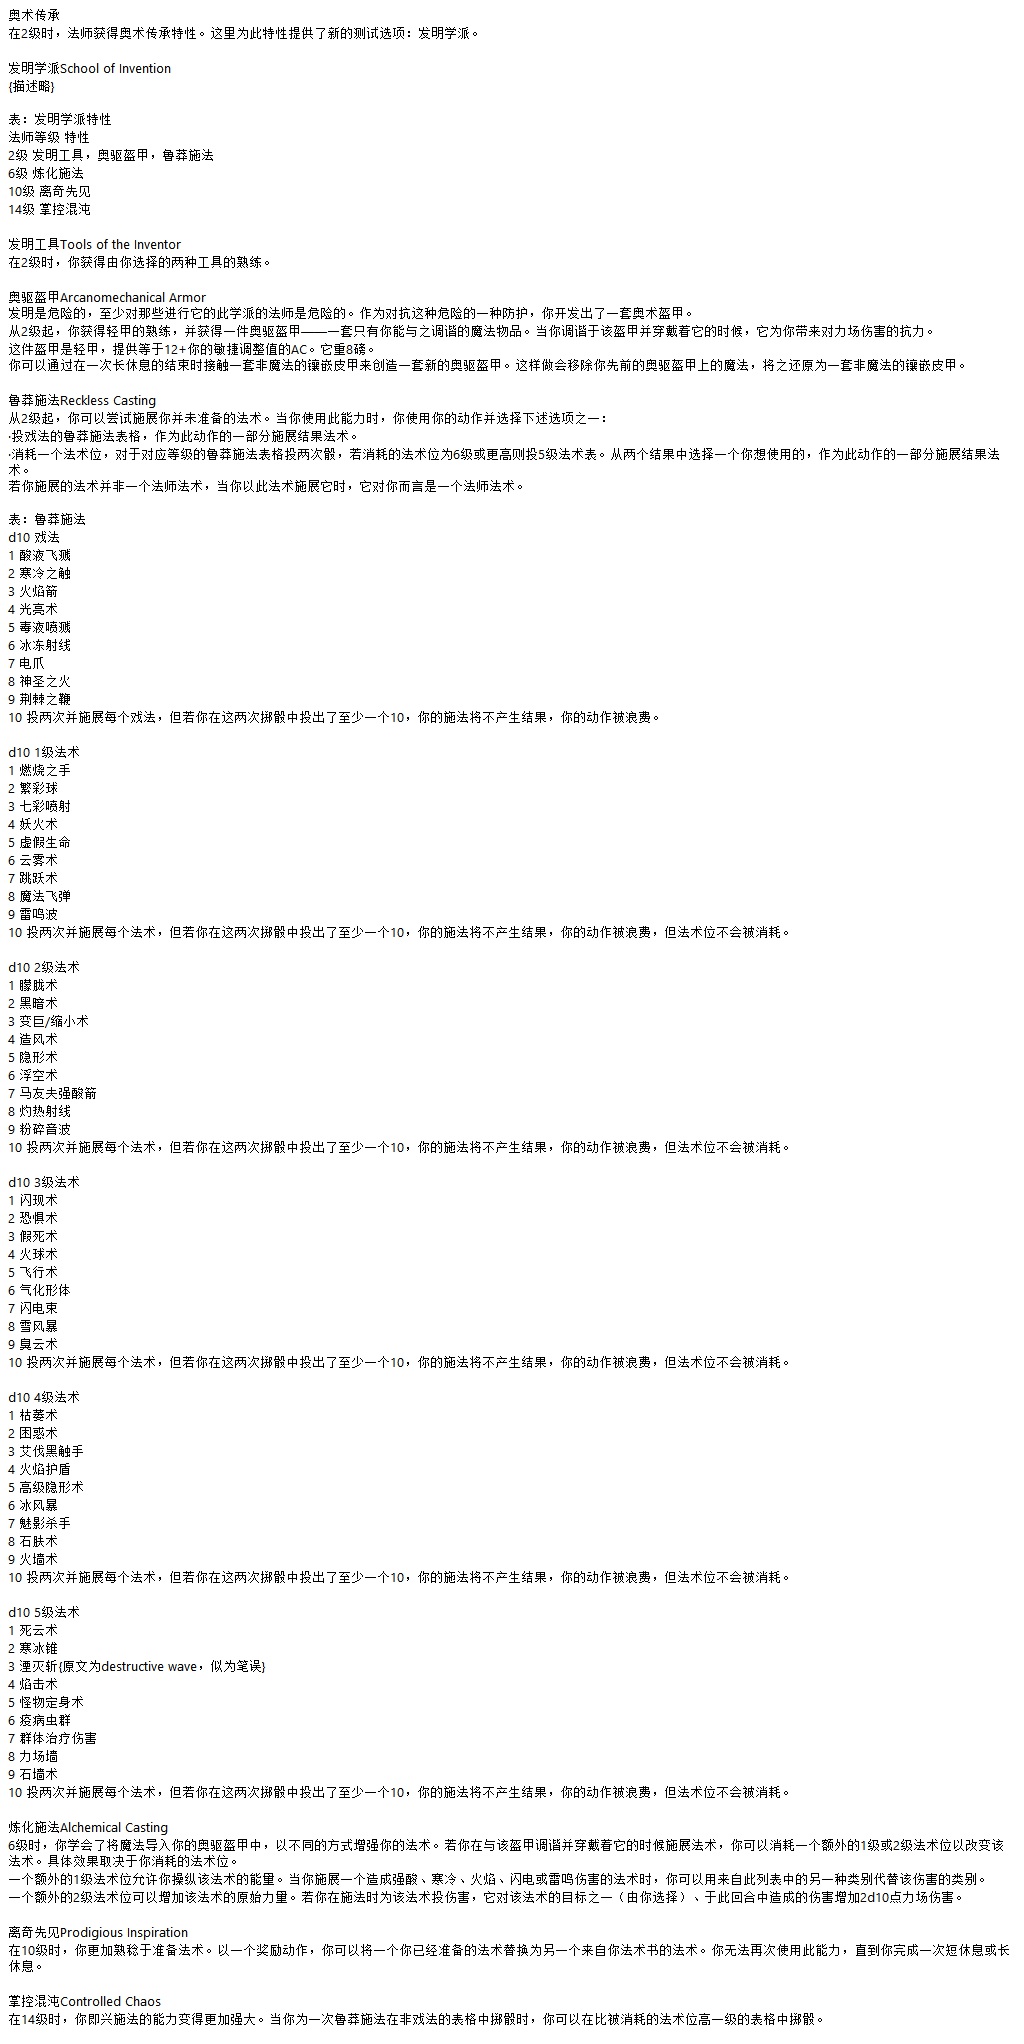 奥术传承
在2级时，法师获得奥术传承特性。这里为此特性提供了新的测试选项：发明学派。
发明学派School of Invention
{描述略}
表：发明学派特性
法师等级 特性
2级 发明工具，奥驱盔甲，鲁莽施法
6级 炼化施法
10级 离奇先见
14级 掌控混沌
发明工具Tools of the Inventor
在2级时，你获得由你选择的两种工具的熟练。
奥驱盔甲Arcanomechanical Armor
发明是危险的，至少对那些进行它的此学派的法师是危险的。作为对抗这种危险的一种防护，你开发出了一套奥术盔甲。
从2级起，你获得轻甲的熟练，并获得一件奥驱盔甲——一套只有你能与之调谐的魔法物品。当你调谐于该盔甲并穿戴着它的时候，它为你带来对力场伤害的抗力。
这件盔甲是轻甲，提供等于12+你的敏捷调整值的AC。它重8磅。
你可以通过在一次长休息的结束时接触一套非魔法的镶嵌皮甲来创造一套新的奥驱盔甲。这样做会移除你先前的奥驱盔甲上的魔法，将之还原为一套非魔法的镶嵌皮甲。
鲁莽施法Reckless Casting
从2级起，你可以尝试施展你并未准备的法术。当你使用此能力时，你使用你的动作并选择下述选项之一：
·投戏法的鲁莽施法表格，作为此动作的一部分施展结果法术。
·消耗一个法术位，对于对应等级的鲁莽施法表格投两次骰，若消耗的法术位为6级或更高则投5级法术表。从两个结果中选择一个你想使用的，作为此动作的一部分施展结果法
术。
若你施展的法术并非一个法师法术，当你以此法术施展它时，它对你而言是一个法师法术。
表：鲁莽施法
d10 戏法
1 酸液飞溅
2 寒冷之触
3 火焰箭
4 光亮术
5 毒液喷溅
6 冰冻射线
7 电爪
8 神圣之火
9 荆棘之鞭
10 投两次并施展每个戏法，但若你在这两次掷骰中投出了至少一个10，你的施法将不产生结果，你的动作被浪费。
d10 1级法术
1 燃烧之手
2 繁彩球
3 七彩喷射
4 妖火术
5 虚假生命
6 云雾术
7 跳跃术
8 魔法飞弹
9 雷鸣波
10 投两次并施展每个法术，但若你在这两次掷骰中投出了至少一个10，你的施法将不产生结果，你的动作被浪费，但法术位不会被消耗。
d10 2级法术
1 朦胧术
2 黑暗术
3 变巨/缩小术
4 造风术
5 隐形术
6 浮空术
7 马友夫强酸箭
8 灼热射线
9 粉碎音波
10 投两次并施展每个法术，但若你在这两次掷骰中投出了至少一个10，你的施法将不产生结果，你的动作被浪费，但法术位不会被消耗。
d10 3级法术
1 闪现术
2 恐惧术
3 假死术
4 火球术
5 飞行术
6 气化形体
7 闪电束
8 雪风暴
9 臭云术
10 投两次并施展每个法术，但若你在这两次掷骰中投出了至少一个10，你的施法将不产生结果，你的动作被浪费，但法术位不会被消耗。
d10 4级法术
1 枯萎术
2 困惑术
3 艾伐黑触手
4 火焰护盾
5 高级隐形术
6 冰风暴
7 魅影杀手
8 石肤术
9 火墙术
10 投两次并施展每个法术，但若你在这两次掷骰中投出了至少一个10，你的施法将不产生结果，你的动作被浪费，但法术位不会被消耗。
d10 5级法术
1 死云术
2 寒冰锥
3 湮灭斩{原文为destructive wave，似为笔误}
4 焰击术
5 怪物定身术
6 疫病虫群
7 群体治疗伤害
8 力场墙
9 石墙术
10 投两次并施展每个法术，但若你在这两次掷骰中投出了至少一个10，你的施法将不产生结果，你的动作被浪费，但法术位不会被消耗。
炼化施法Alchemical Casting
6级时，你学会了将魔法导入你的奥驱盔甲中，以不同的方式增强你的法术。若你在与该盔甲调谐并穿戴着它的时候施展法术，你可以消耗一个额外的1级或2级法术位以改变该
法术。具体效果取决于你消耗的法术位。
一个额外的1级法术位允许你操纵该法术的能量。当你施展一个造成强酸、寒冷、火焰、闪电或雷鸣伤害的法术时，你可以用来自此列表中的另一种类别代替该伤害的类别。
一个额外的2级法术位可以增加该法术的原始力量。若你在施法时为该法术投伤害，它对该法术的目标之一（由你选择）、于此回合中造成的伤害增加2d10点力场伤害。
离奇先见Prodigious Inspiration
在10级时，你更加熟稔于准备法术。以一个奖励动作，你可以将一个你已经准备的法术替换为另一个来自你法术书的法术。你无法再次使用此能力，直到你完成一次短休息或长
休息。
掌控混沌Controlled Chaos
在14级时，你即兴施法的能力变得更加强大。当你为一次鲁莽施法在非戏法的表格中掷骰时，你可以在比被消耗的法术位高一级的表格中掷骰。